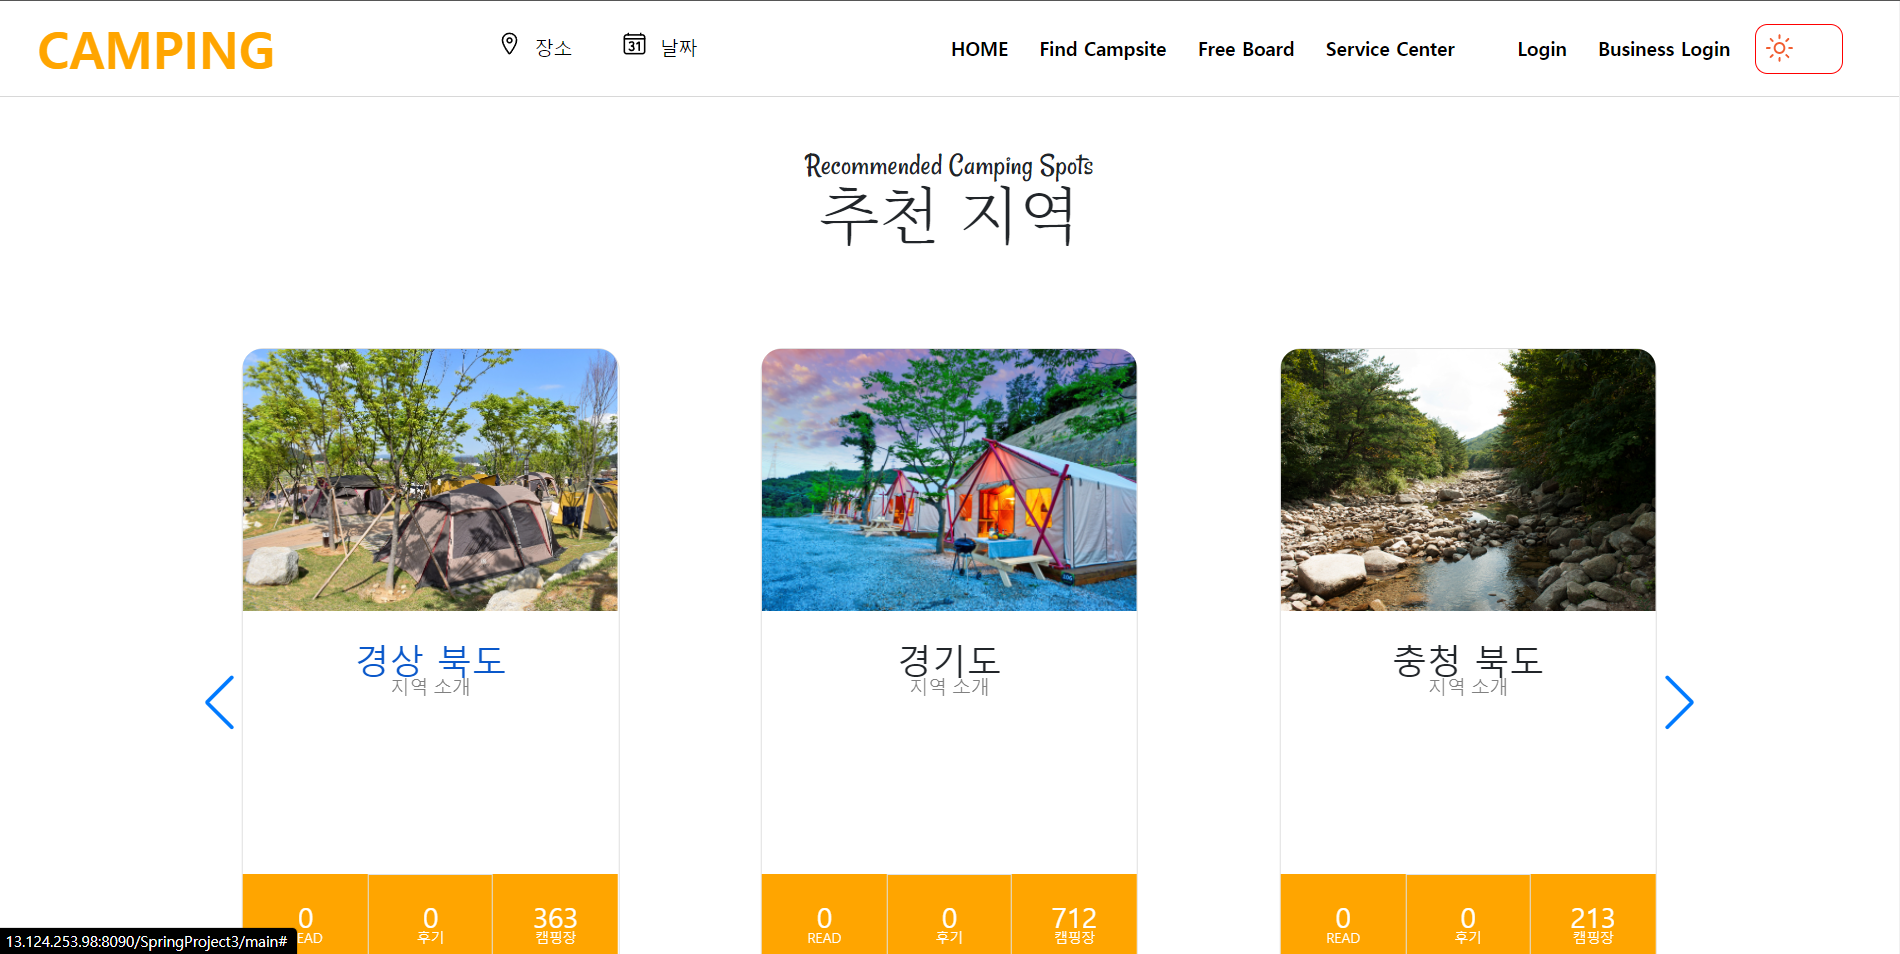 CAMPING
장소
31
날짜
HOME
Find Campsite
Free Board
Service Center
Login
Business Login
Recommended Camping Spots
추천 지역
경상 북도
지역 소개
경기도
지역 소개
충청 북도
지역 소개
0
EAD
0
후기
363
캠핑장
0
READ
0
후기
712
캠핑장
0
READ
0
후기
213
캠핑장
13.124.253.98:8090/SpringProject3/main#